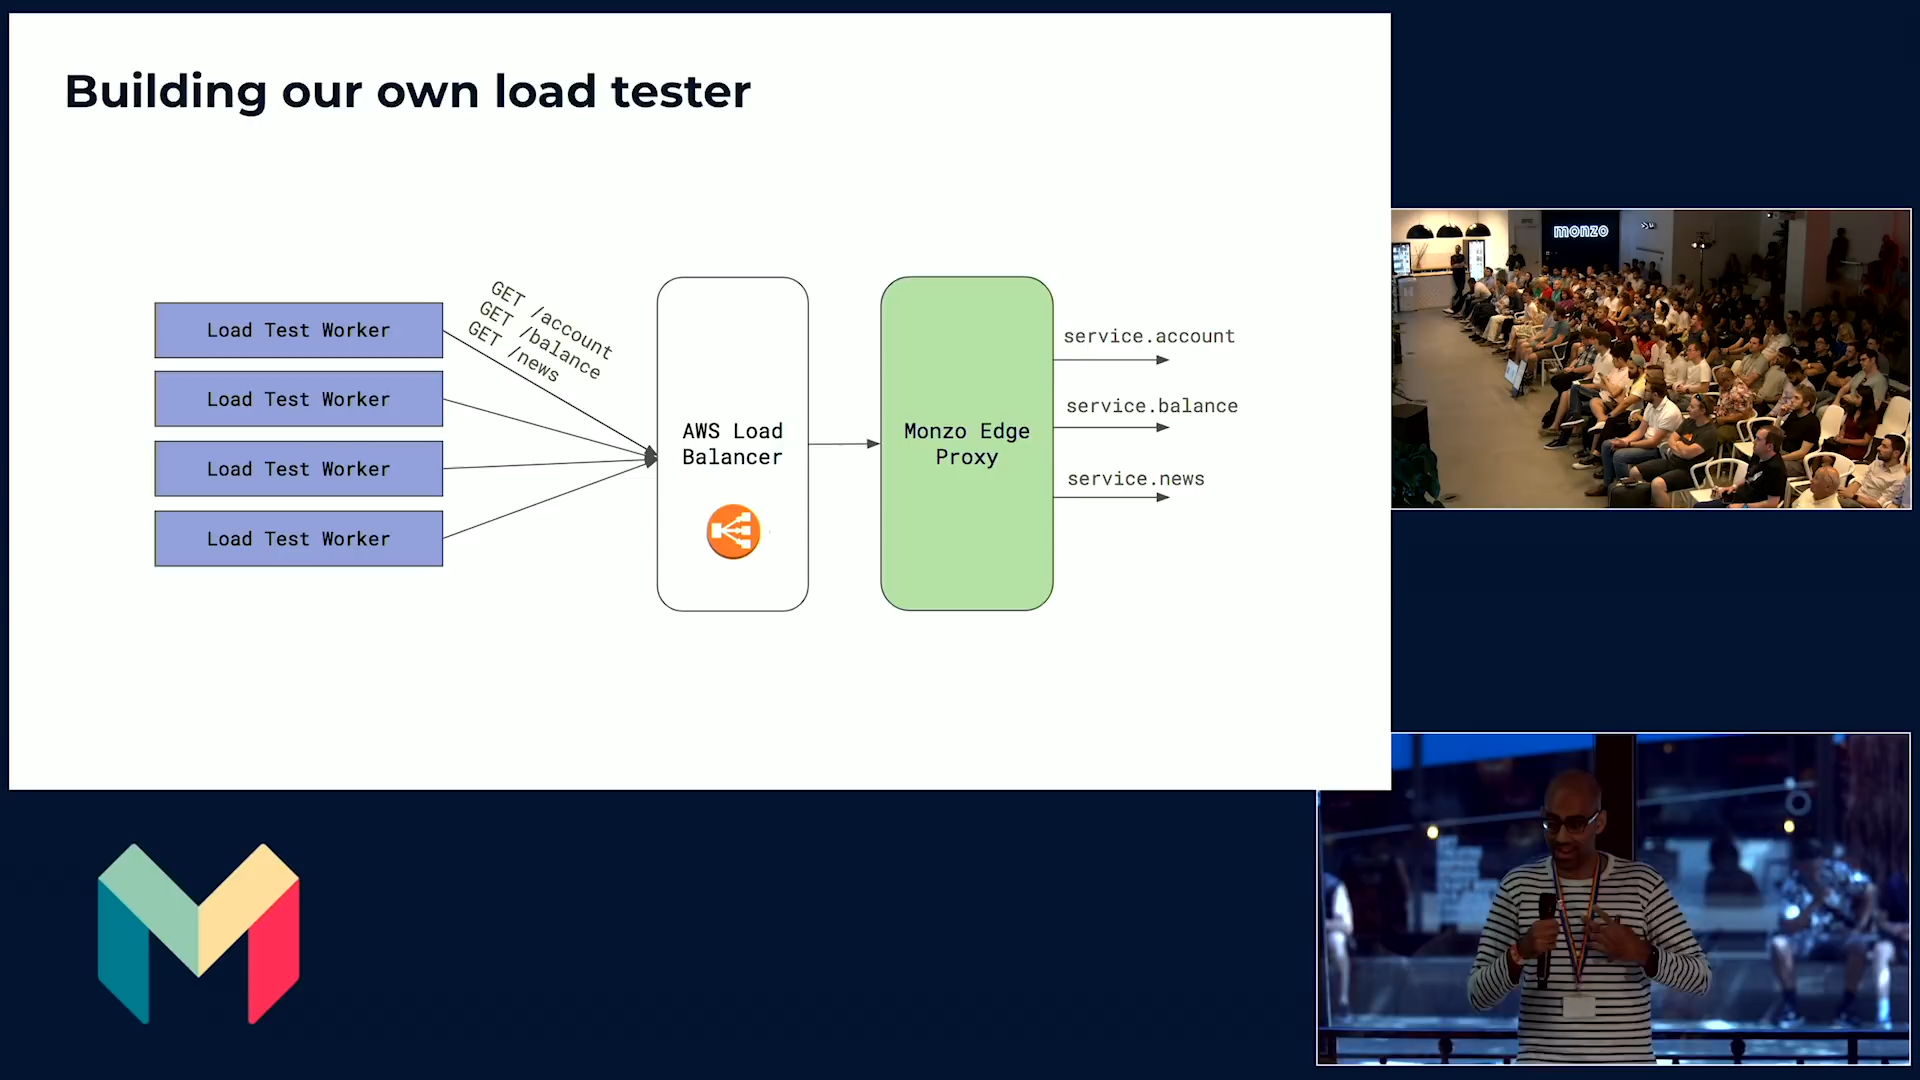 Building our own load tester
Load Test Worker
Load Test Worker
Load Test Worker
Load Test Worker
GET /account
GET /balance
GET /news
AWS Load
Balancer
Monzo Edge
Proxy
service.account
service.balance
service.news
monzo